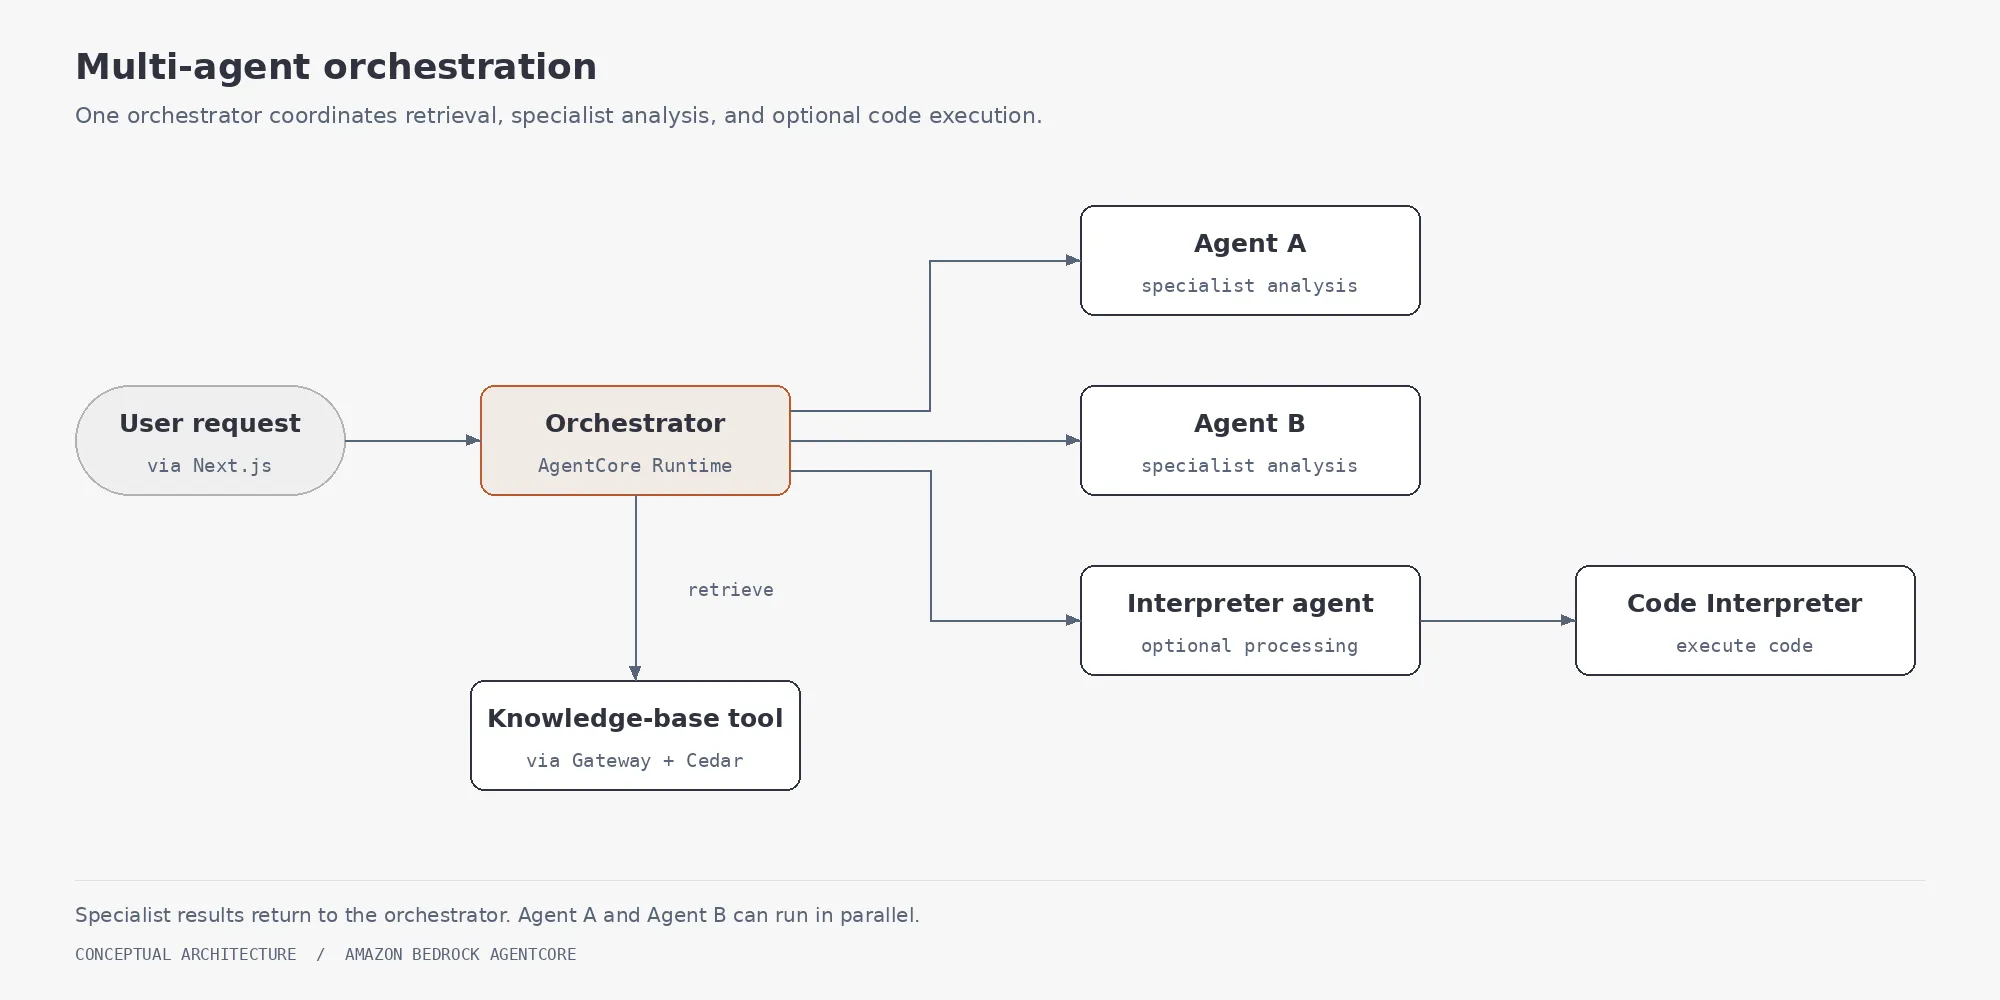 Multi-agent orchestration
One orchestrator coordinates retrieval, specialist analysis, and optional code execution.
Agent A
specialist analysis
User request
via Next.js
Orchestrator
AgentCore Runtime
Agent B
specialist analysis
retrieve
Interpreter agent
optional processing
Code Interpreter
execute code
Knowledge-base tool
via Gateway + Cedar
Specialist results return to the orchestrator. Agent A and Agent B can run in parallel.
CONCEPTUAL ARCHITECTURE / AMAZON BEDROCK AGENTCORE